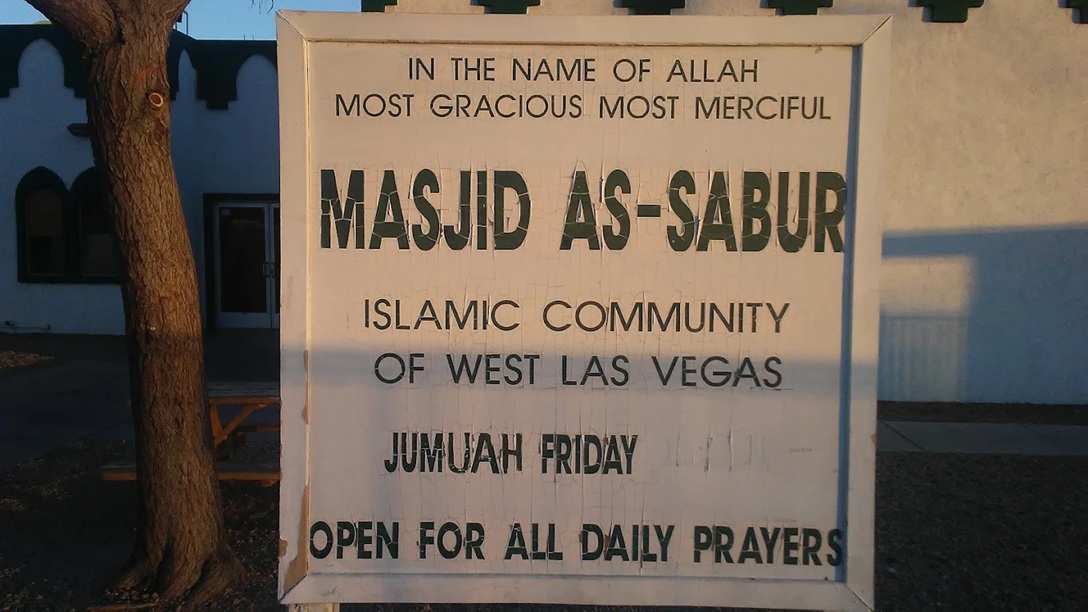 IN THE NAME OF ALLAH
MOST GRACIOUS MOST MERCIFUL
MASJID AS-SABUR
ISLAMIC COMMUNITY
OF WEST LAS VEGAS
JUMUAH FRIDAY
OPEN FOR ALL DAILY PRAYERS